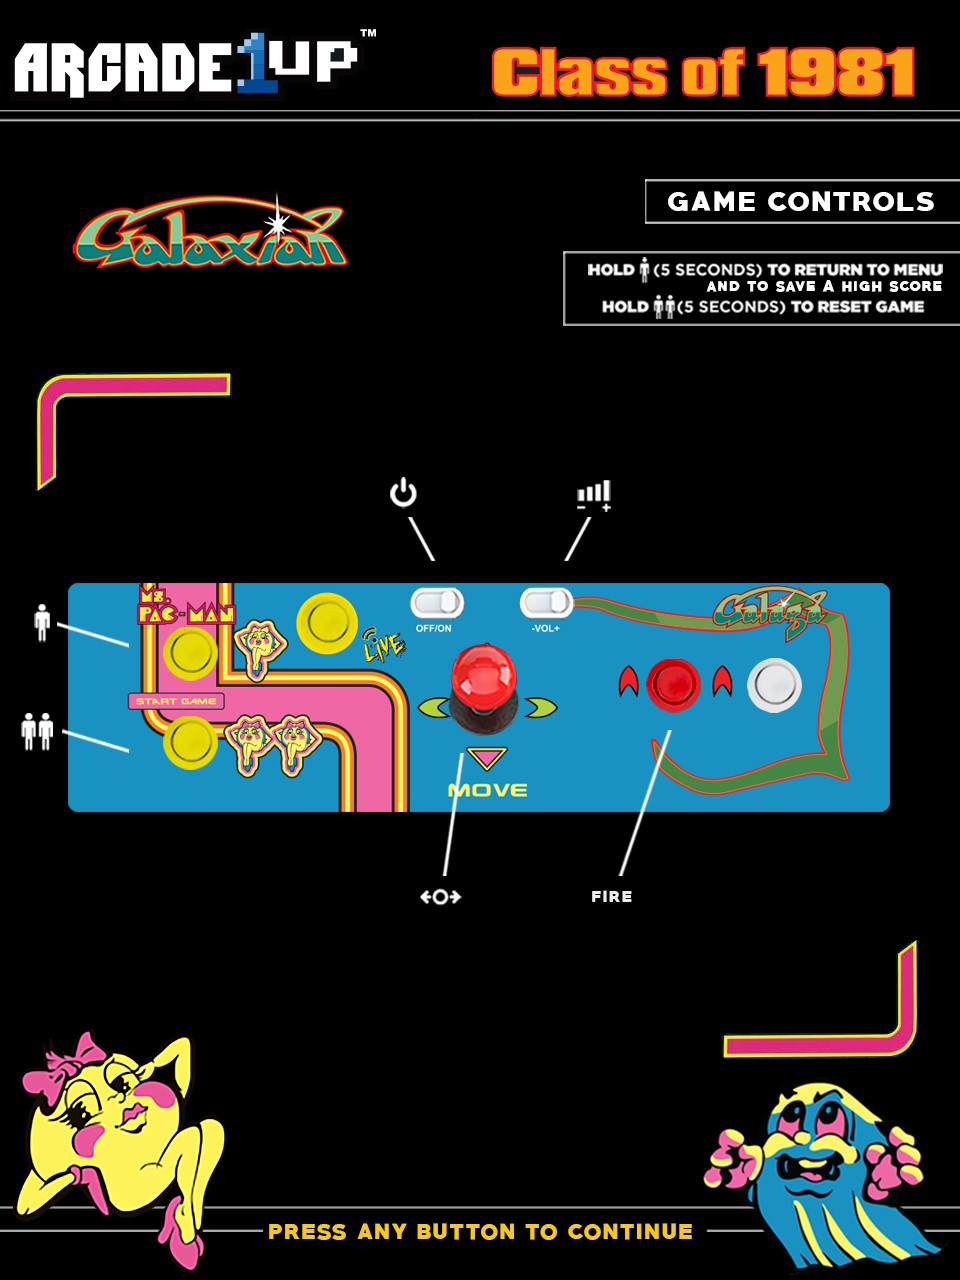 ARCADE1UP™
Class of 1981
Galaxian
GAME CONTROLS
HOLD (5 SECONDS) TO RETURN TO MENU
AND TO SAVE A HIGH SCORE
HOLD (5 SECONDS) TO RESET GAME
- +
Ms.
PAC-MAN
LIVE
OFF/ON
-VOL+
Galaga
START GAME
MOVE
FIRE
PRESS ANY BUTTON TO CONTINUE